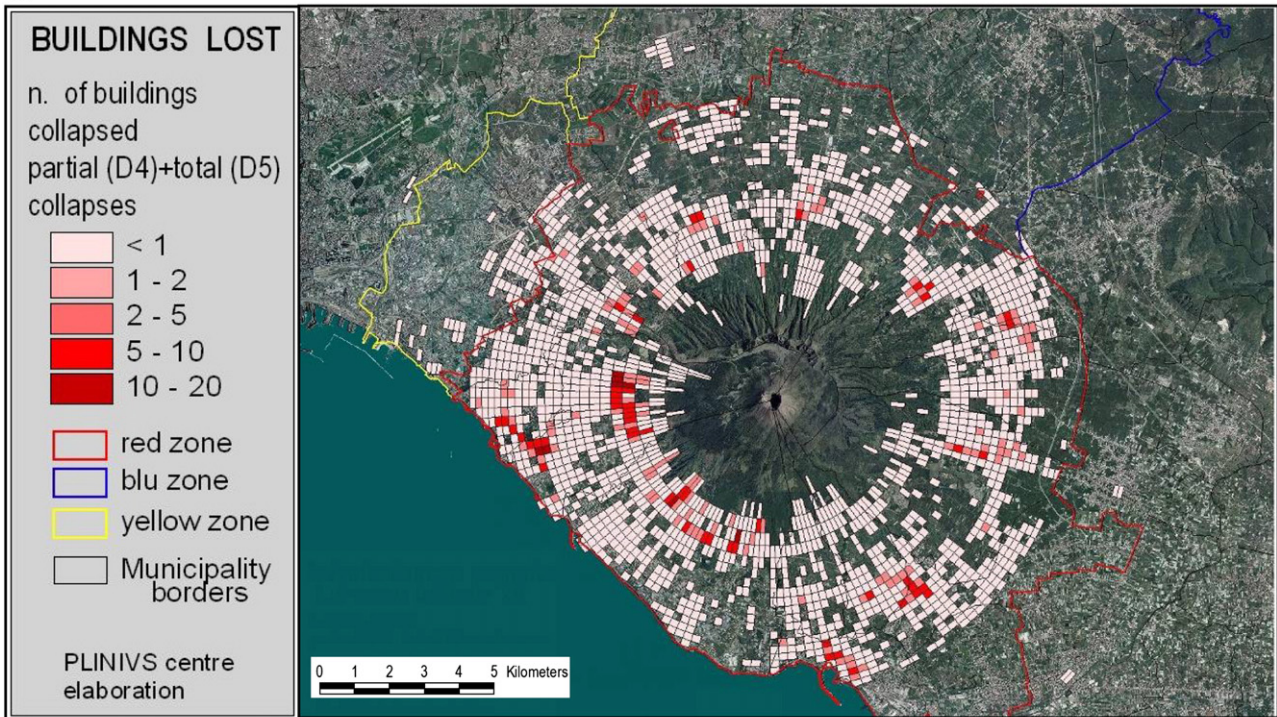 BUILDINGS LOST
n. of buildings
collapsed
partial (D4)+total (D5)
collapses
< 1
1 - 2
2 - 5
5 - 10
10 - 20
red zone
blu zone
yellow zone
Municipality
borders
PLINIVS centre
elaboration
0 1 2 3 4 5 Kilometers